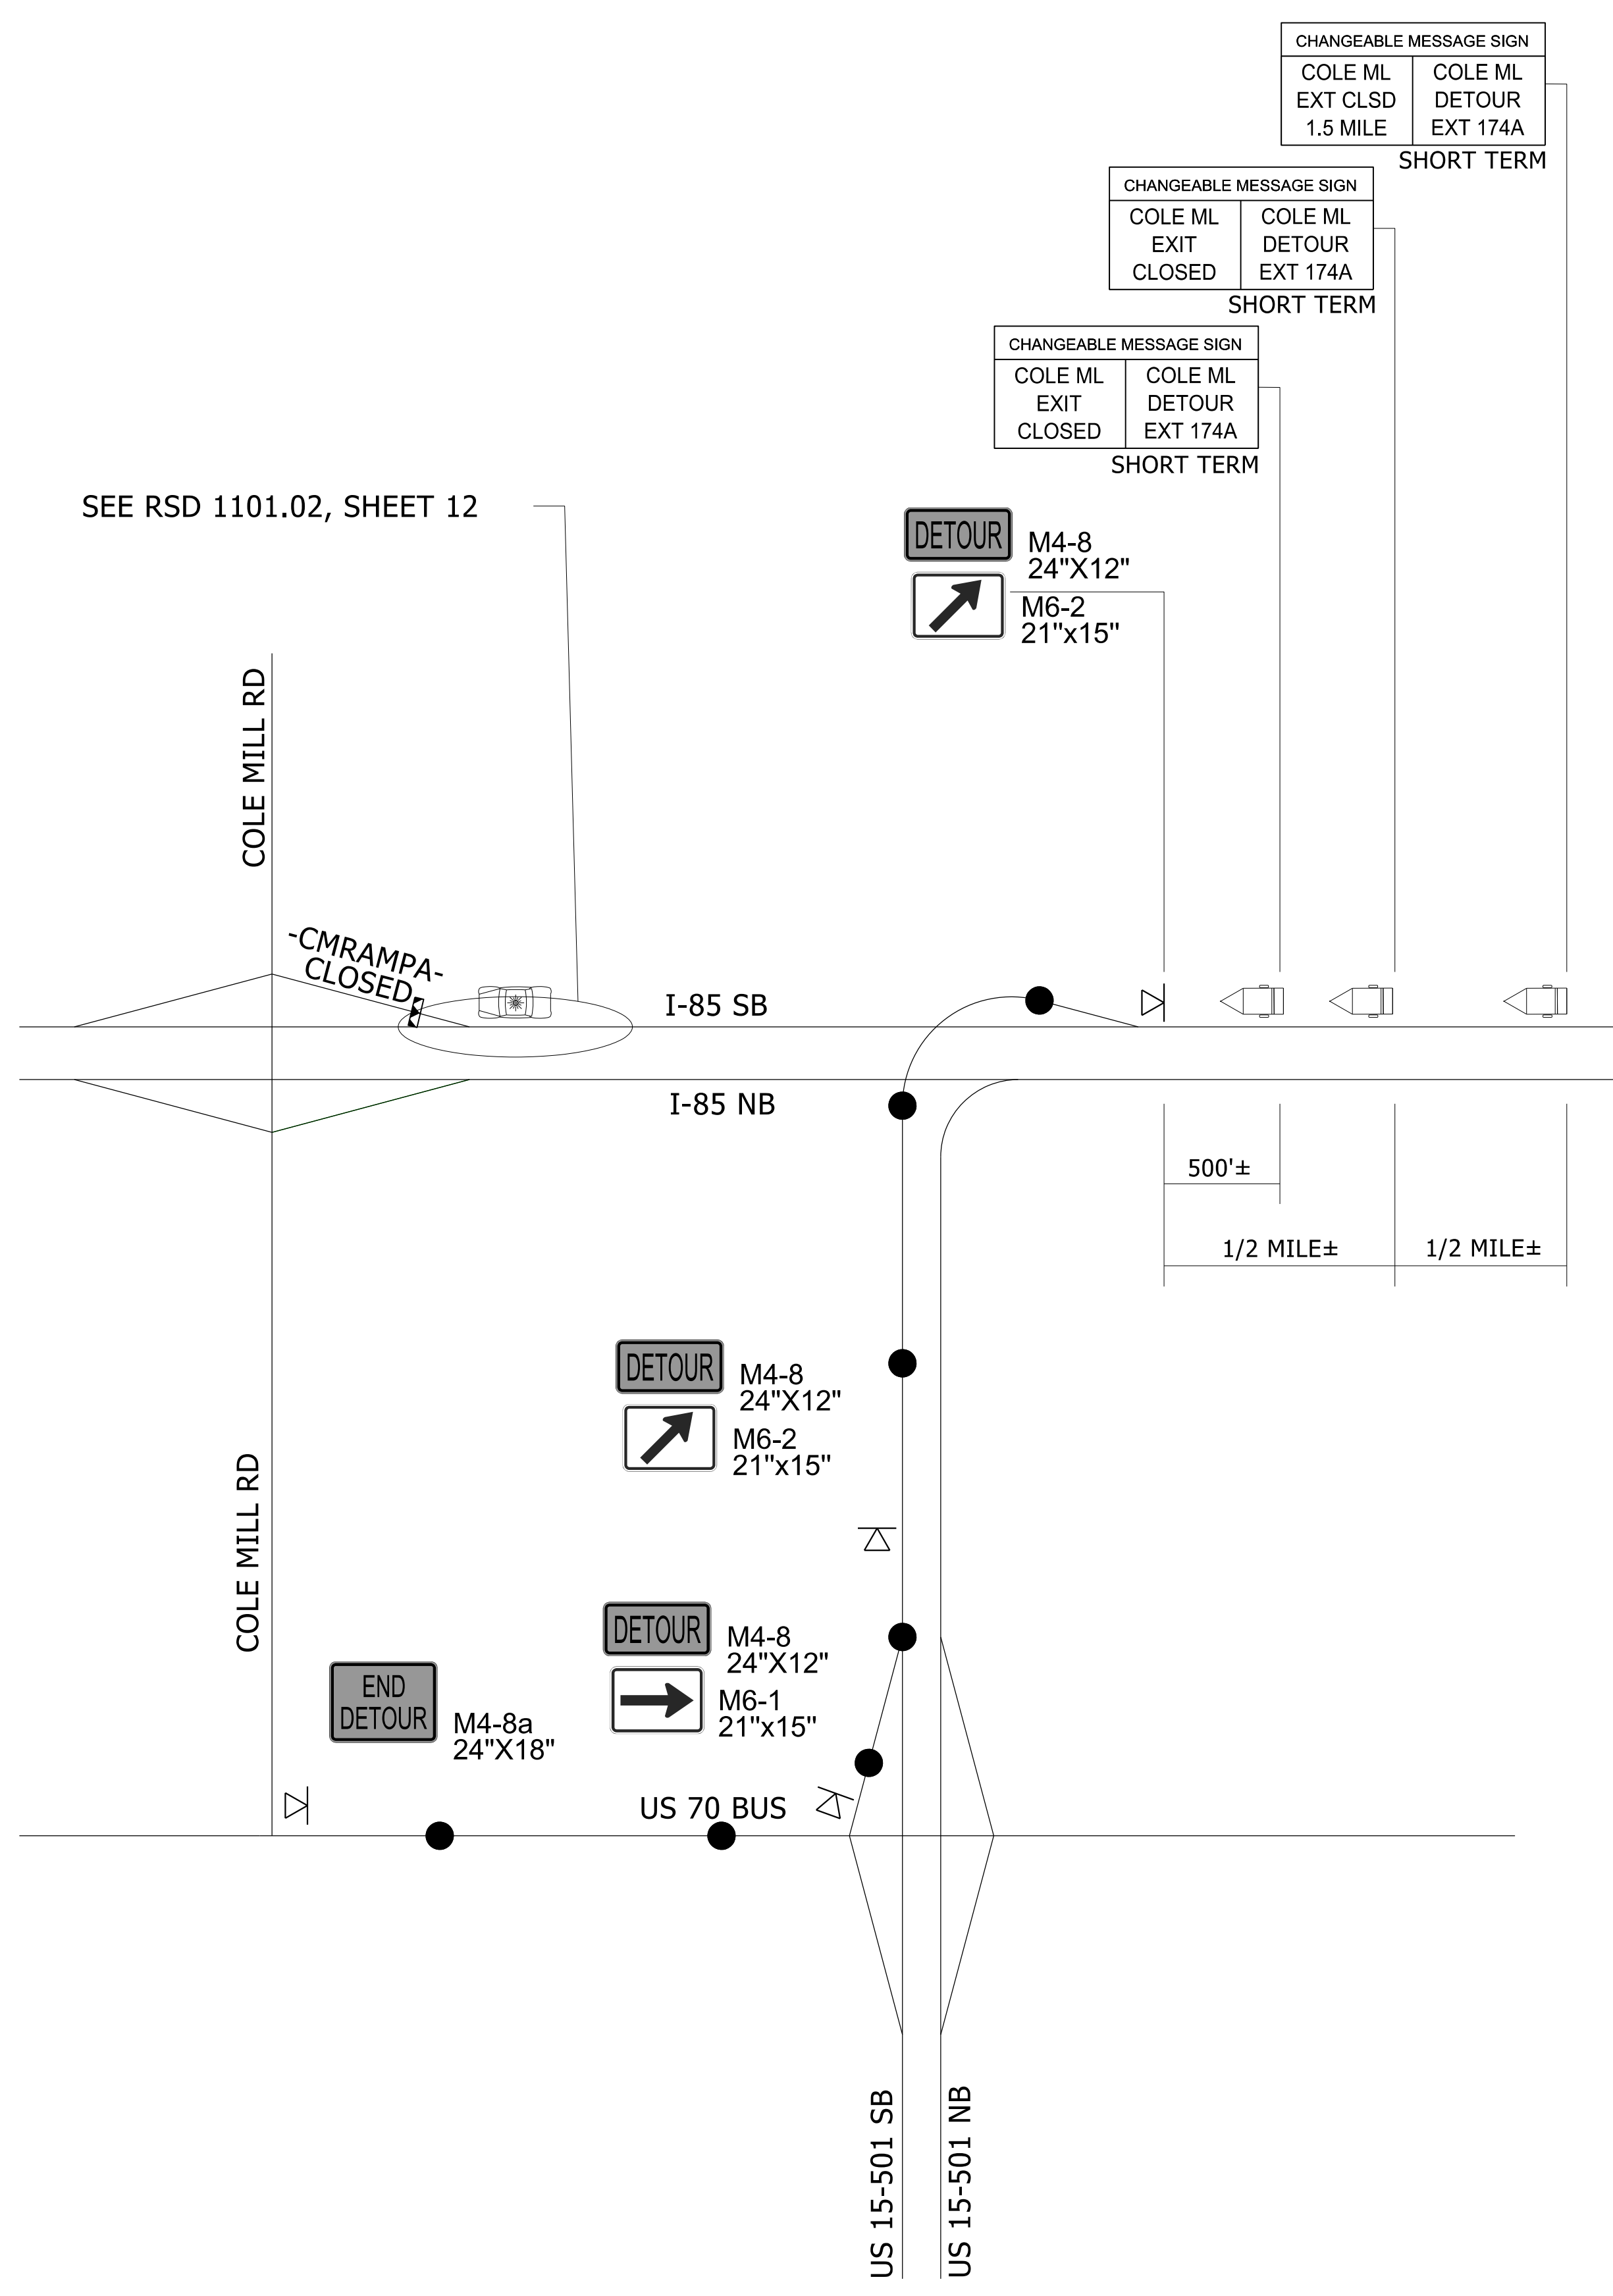 CHANGEABLE MESSAGE SIGN
COLE ML
EXT CLSD
1.5 MILE
COLE ML
DETOUR
EXT 174A
SHORT TERM
CHANGEABLE MESSAGE SIGN
COLE ML
EXIT
CLOSED
COLE ML
DETOUR
EXT 174A
SHORT TERM
CHANGEABLE MESSAGE SIGN
COLE ML
EXIT
CLOSED
COLE ML
DETOUR
EXT 174A
SHORT TERM
SEE RSD 1101.02, SHEET 12
DETOUR
M4-8
24"X12"
M6-2
21"x15"
COLE MILL RD
-CMRAMPA-
CLOSED
I-85 SB
I-85 NB
500'±
1/2 MILE±
1/2 MILE±
DETOUR
M4-8
24"X12"
M6-2
21"x15"
COLE MILL RD
DETOUR
M4-8
24"X12"
M6-1
21"x15"
END
DETOUR
M4-8a
24"X18"
US 70 BUS
US 15-501 SB
US 15-501 NB